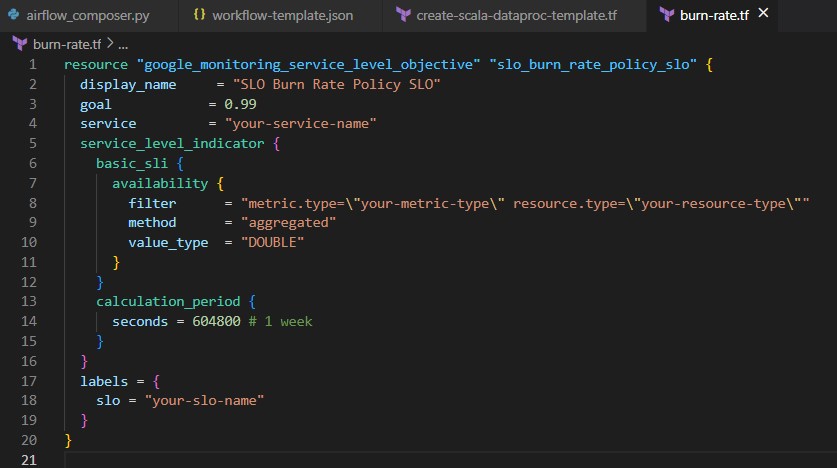 airflow_composer.py {} workflow-template.json create-scala-dataproc-template.tf burn-rate.tf ×
burn-rate.tf > ...
1 resource "google_monitoring_service_level_objective" "slo_burn_rate_policy_slo" {
2   display_name     = "SLO Burn Rate Policy SLO"
3   goal            = 0.99
4   service         = "your-service-name"
5   service_level_indicator {
6     basic_sli {
7       availability {
8         filter      = "metric.type=\"your-metric-type\" resource.type=\"your-resource-type\""
9         method      = "aggregated"
10         value_type  = "DOUBLE"
11       }
12     }
13     calculation_period {
14       seconds = 604800 # 1 week
15     }
16   }
17   labels = {
18     slo = "your-slo-name"
19   }
20 }
21